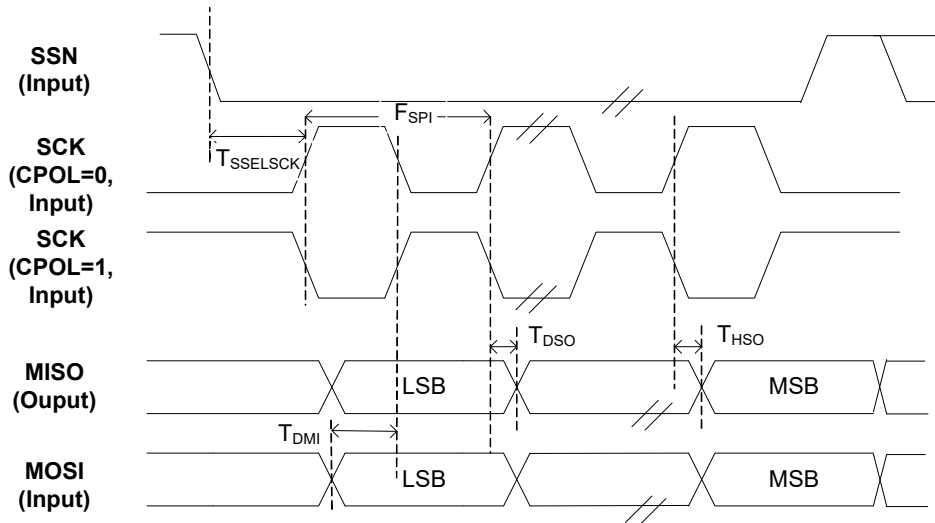 SSN
(Input)
F_SPI
SCK
(CPOL=0,
Input)
T_SSELSCK
SCK
(CPOL=1,
Input)
T_DSO
T_HSO
MISO
(Ouput)
LSB
MSB
T_DMI
MOSI
(Input)
LSB
MSB